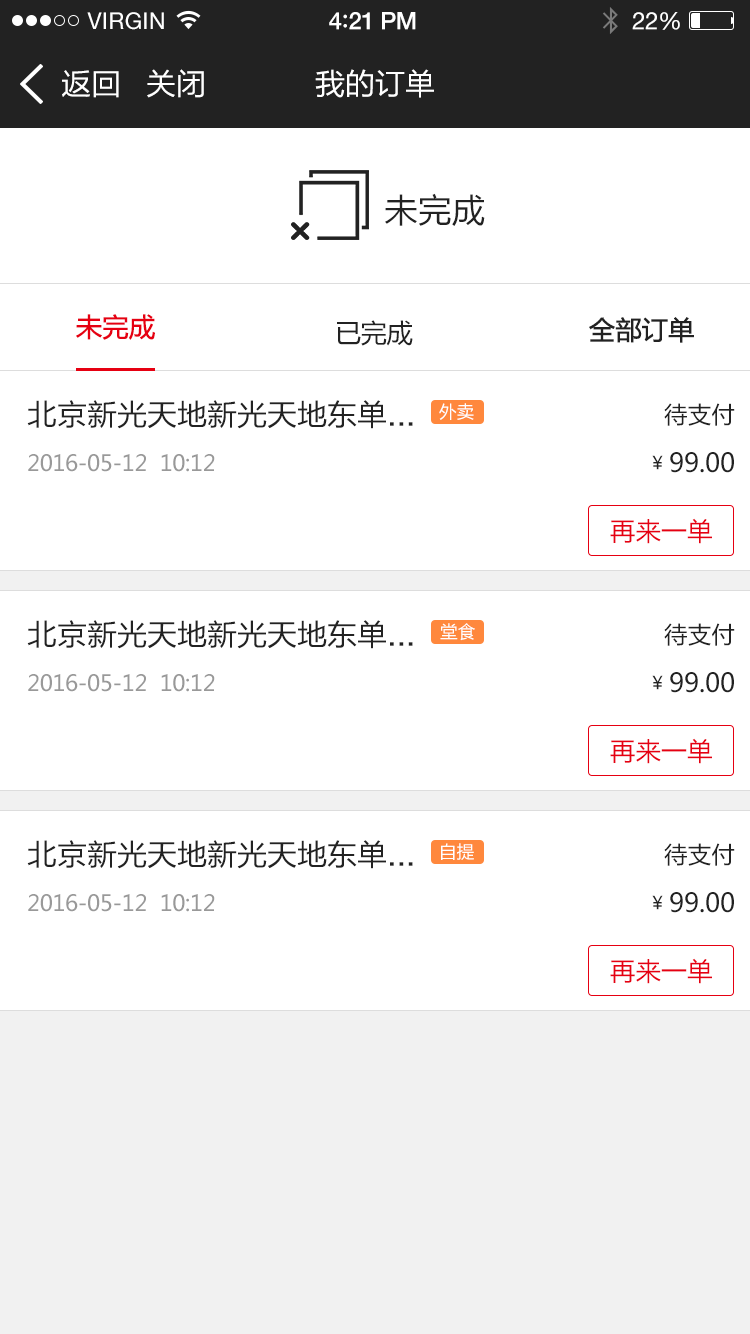 VIRGIN 4:21 PM 22%
返回 关闭 我的订单
未完成
未完成 已完成 全部订单
北京新光天地新光天地东单... 外卖 待支付
2016-05-12 10:12 ¥ 99.00
再来一单
北京新光天地新光天地东单... 堂食 待支付
2016-05-12 10:12 ¥ 99.00
再来一单
北京新光天地新光天地东单... 自提 待支付
2016-05-12 10:12 ¥ 99.00
再来一单